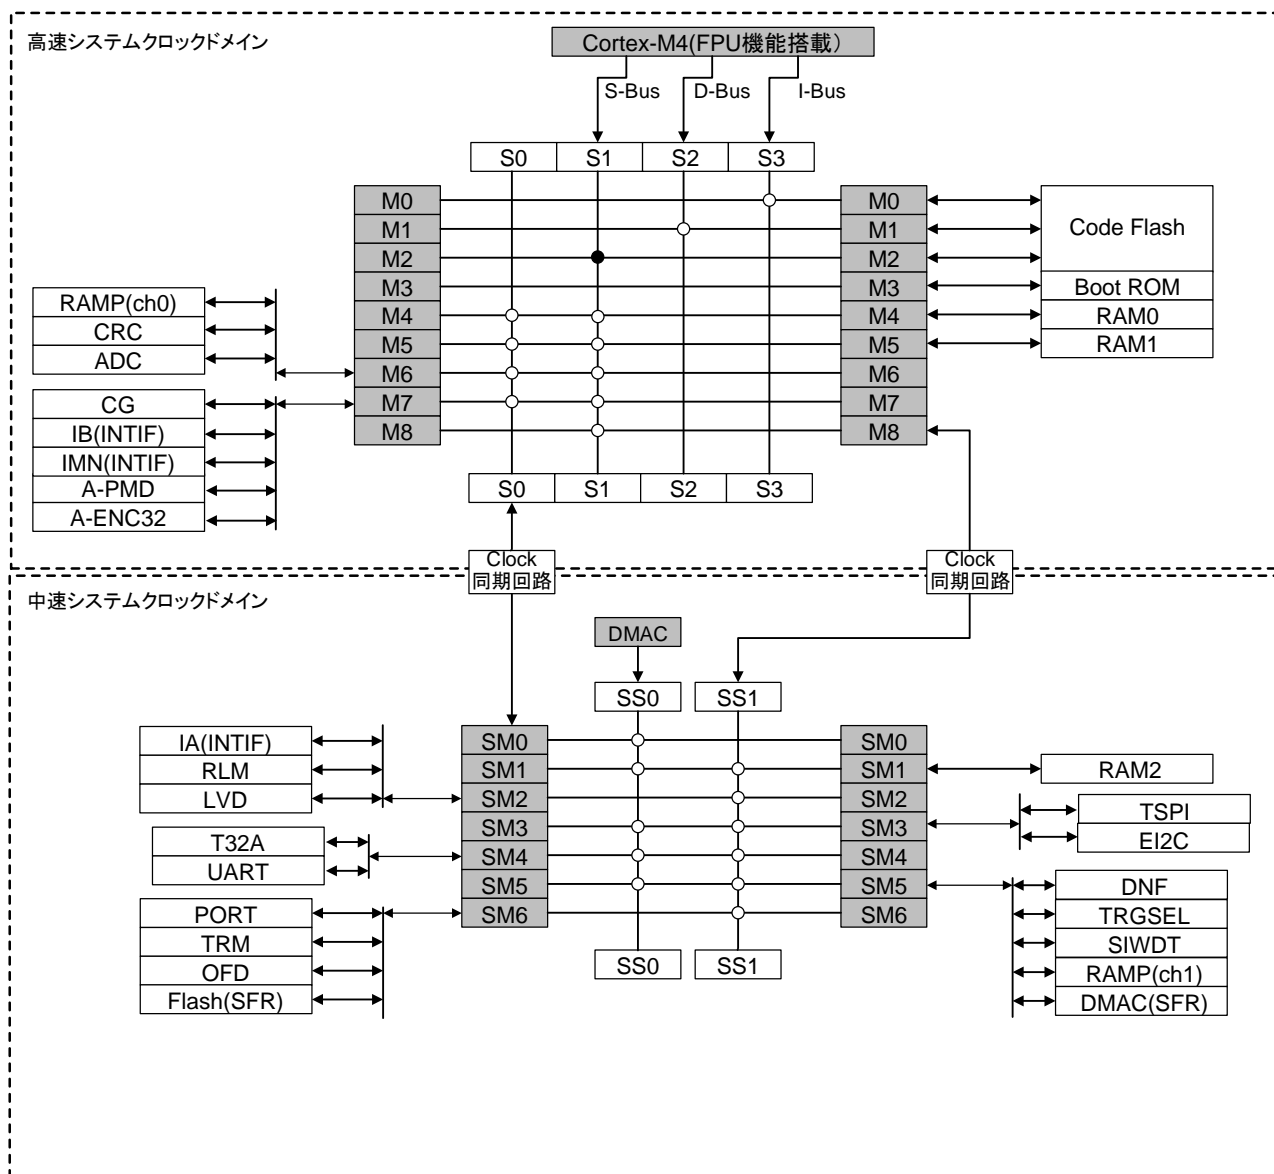 高速システムクロックドメイン
Cortex-M4(FPU機能搭載）
S-Bus
D-Bus
I-Bus
S0
S1
S2
S3
M0
M1
M2
M3
M4
M5
M6
M7
M8
M0
M1
M2
M3
M4
M5
M6
M7
M8
Code Flash
Boot ROM
RAM0
RAM1
RAMP(ch0)
CRC
ADC
CG
IB(INTIF)
IMN(INTIF)
A-PMD
A-ENC32
S0
S1
S2
S3
Clock
同期回路
Clock
同期回路
中速システムクロックドメイン
DMAC
SS0
SS1
IA(INTIF)
RLM
LVD
T32A
UART
PORT
TRM
OFD
Flash(SFR)
SM0
SM1
SM2
SM3
SM4
SM5
SM6
SM0
SM1
SM2
SM3
SM4
SM5
SM6
RAM2
TSPI
EI2C
DNF
TRGSEL
SIWDT
RAMP(ch1)
DMAC(SFR)
SS0
SS1